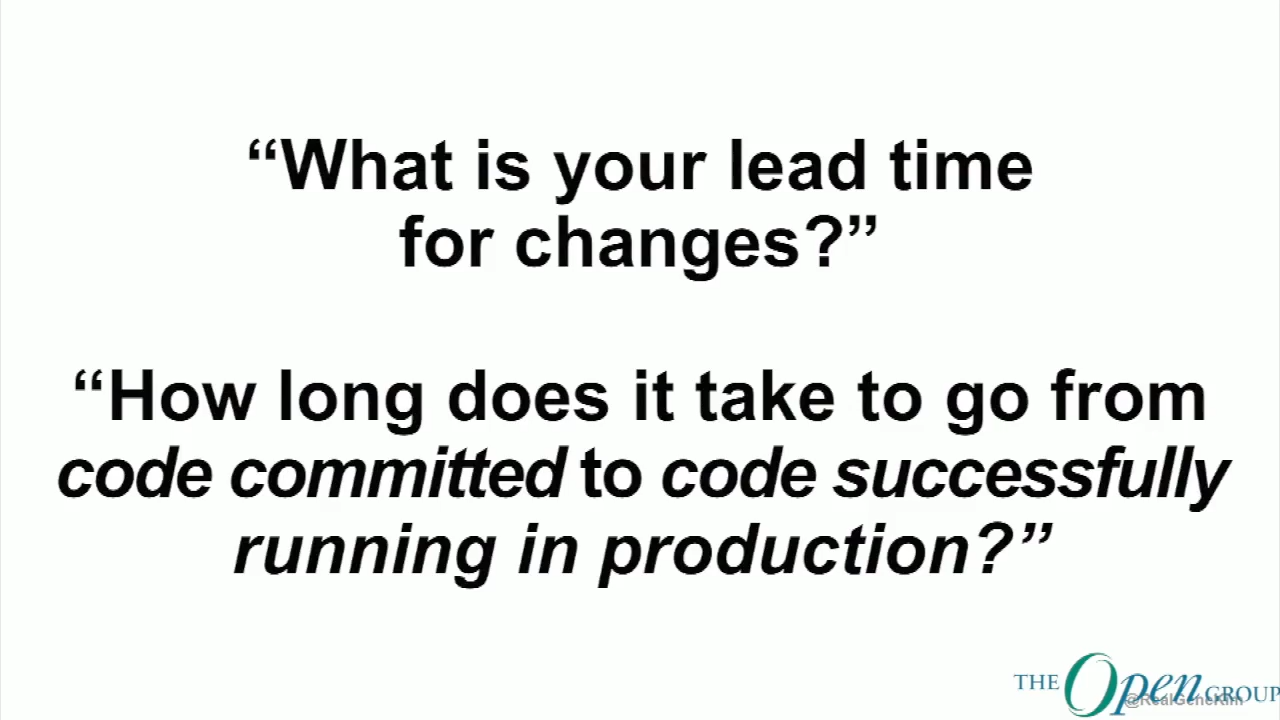 “What is your lead time
for changes?”
“How long does it take to go from
code committed to code successfully
running in production?”
THE Open GROUP
@RealGeneKim